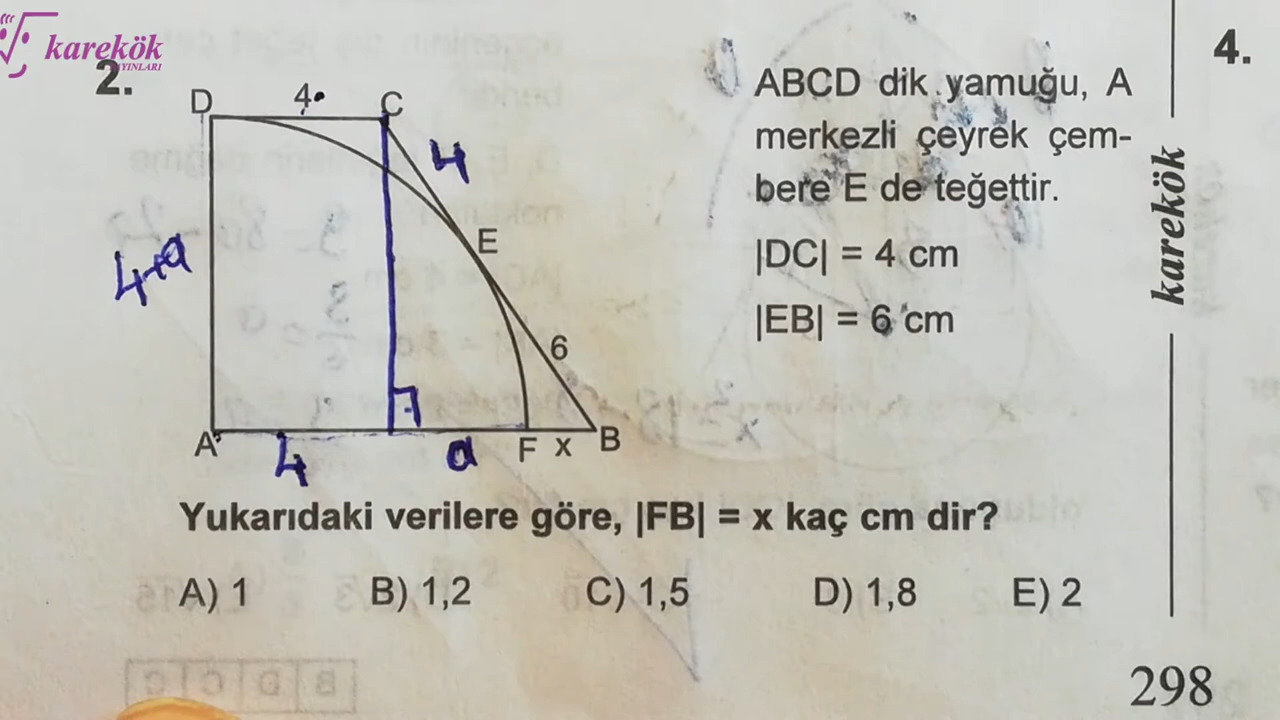 karekök
YAYINLARI
2.
4.
D 4 C
4
E
4+a
6
A 4 a F x B
ABCD dik yamuğu, A
merkezli çeyrek çem-
bere E de teğettir.
|DC| = 4 cm
|EB| = 6 cm
karekök
Yukarıdaki verilere göre, |FB| = x kaç cm dir?
A) 1 B) 1,2 C) 1,5 D) 1,8 E) 2
298